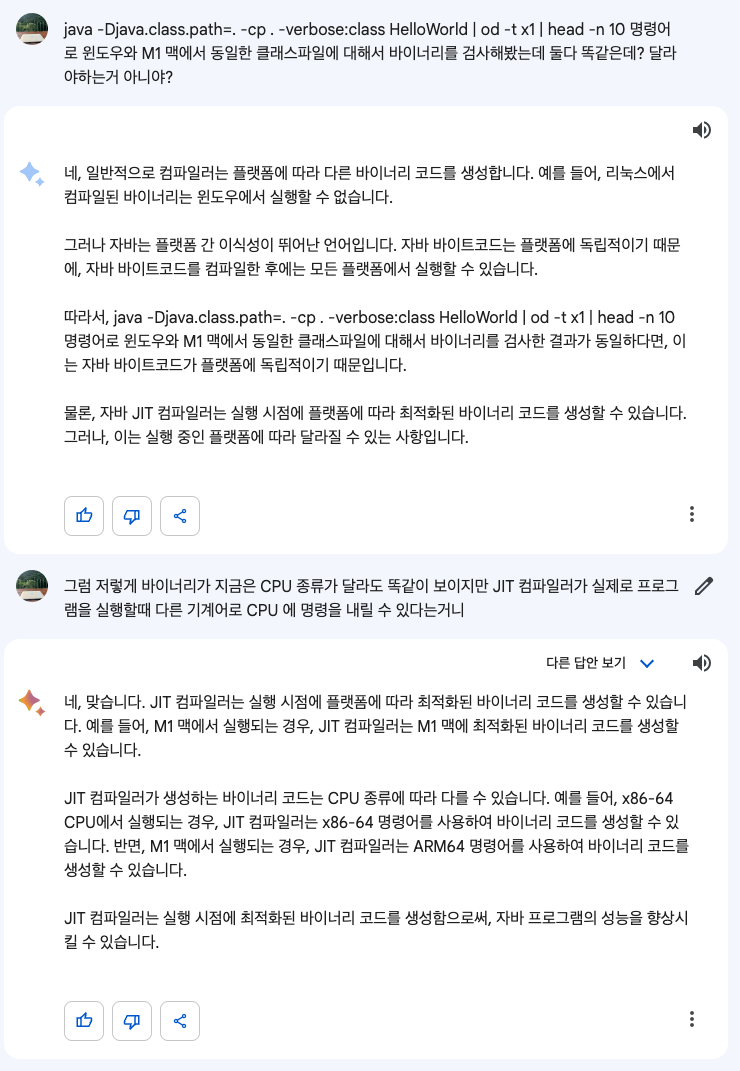 java -Djava.class.path=. -cp . -verbose:class HelloWorld | od -t x1 | head -n 10 명령어
로 윈도우와 M1 맥에서 동일한 클래스파일에 대해서 바이너리를 검사해봤는데 둘다 똑같은데? 달라
야하는거 아니야?
네, 일반적으로 컴파일러는 플랫폼에 따라 다른 바이너리 코드를 생성합니다. 예를 들어, 리눅스에서
컴파일된 바이너리는 윈도우에서 실행할 수 없습니다.
그러나 자바는 플랫폼 간 이식성이 뛰어난 언어입니다. 자바 바이트코드는 플랫폼에 독립적이기 때문
에, 자바 바이트코드를 컴파일한 후에는 모든 플랫폼에서 실행할 수 있습니다.
따라서, java -Djava.class.path=. -cp . -verbose:class HelloWorld | od -t x1 | head -n 10
명령어로 윈도우와 M1 맥에서 동일한 클래스파일에 대해서 바이너리를 검사한 결과가 동일하다면, 이
는 자바 바이트코드가 플랫폼에 독립적이기 때문입니다.
물론, 자바 JIT 컴파일러는 실행 시점에 플랫폼에 따라 최적화된 바이너리 코드를 생성할 수 있습니다.
그러나, 이는 실행 중인 플랫폼에 따라 달라질 수 있는 사항입니다.
그럼 저렇게 바이너리가 지금은 CPU 종류가 달라도 똑같이 보이지만 JIT 컴파일러가 실제로 프로그
램을 실행할때 다른 기계어로 CPU 에 명령을 내릴 수 있다는거니
다른 답안 보기
네, 맞습니다. JIT 컴파일러는 실행 시점에 플랫폼에 따라 최적화된 바이너리 코드를 생성할 수 있습니
다. 예를 들어, M1 맥에서 실행되는 경우, JIT 컴파일러는 M1 맥에 최적화된 바이너리 코드를 생성할
수 있습니다.
JIT 컴파일러가 생성하는 바이너리 코드는 CPU 종류에 따라 다를 수 있습니다. 예를 들어, x86-64
CPU에서 실행되는 경우, JIT 컴파일러는 x86-64 명령어를 사용하여 바이너리 코드를 생성할 수 있
습니다. 반면, M1 맥에서 실행되는 경우, JIT 컴파일러는 ARM64 명령어를 사용하여 바이너리 코드를
생성할 수 있습니다.
JIT 컴파일러는 실행 시점에 최적화된 바이너리 코드를 생성함으로써, 자바 프로그램의 성능을 향상시
킬 수 있습니다.